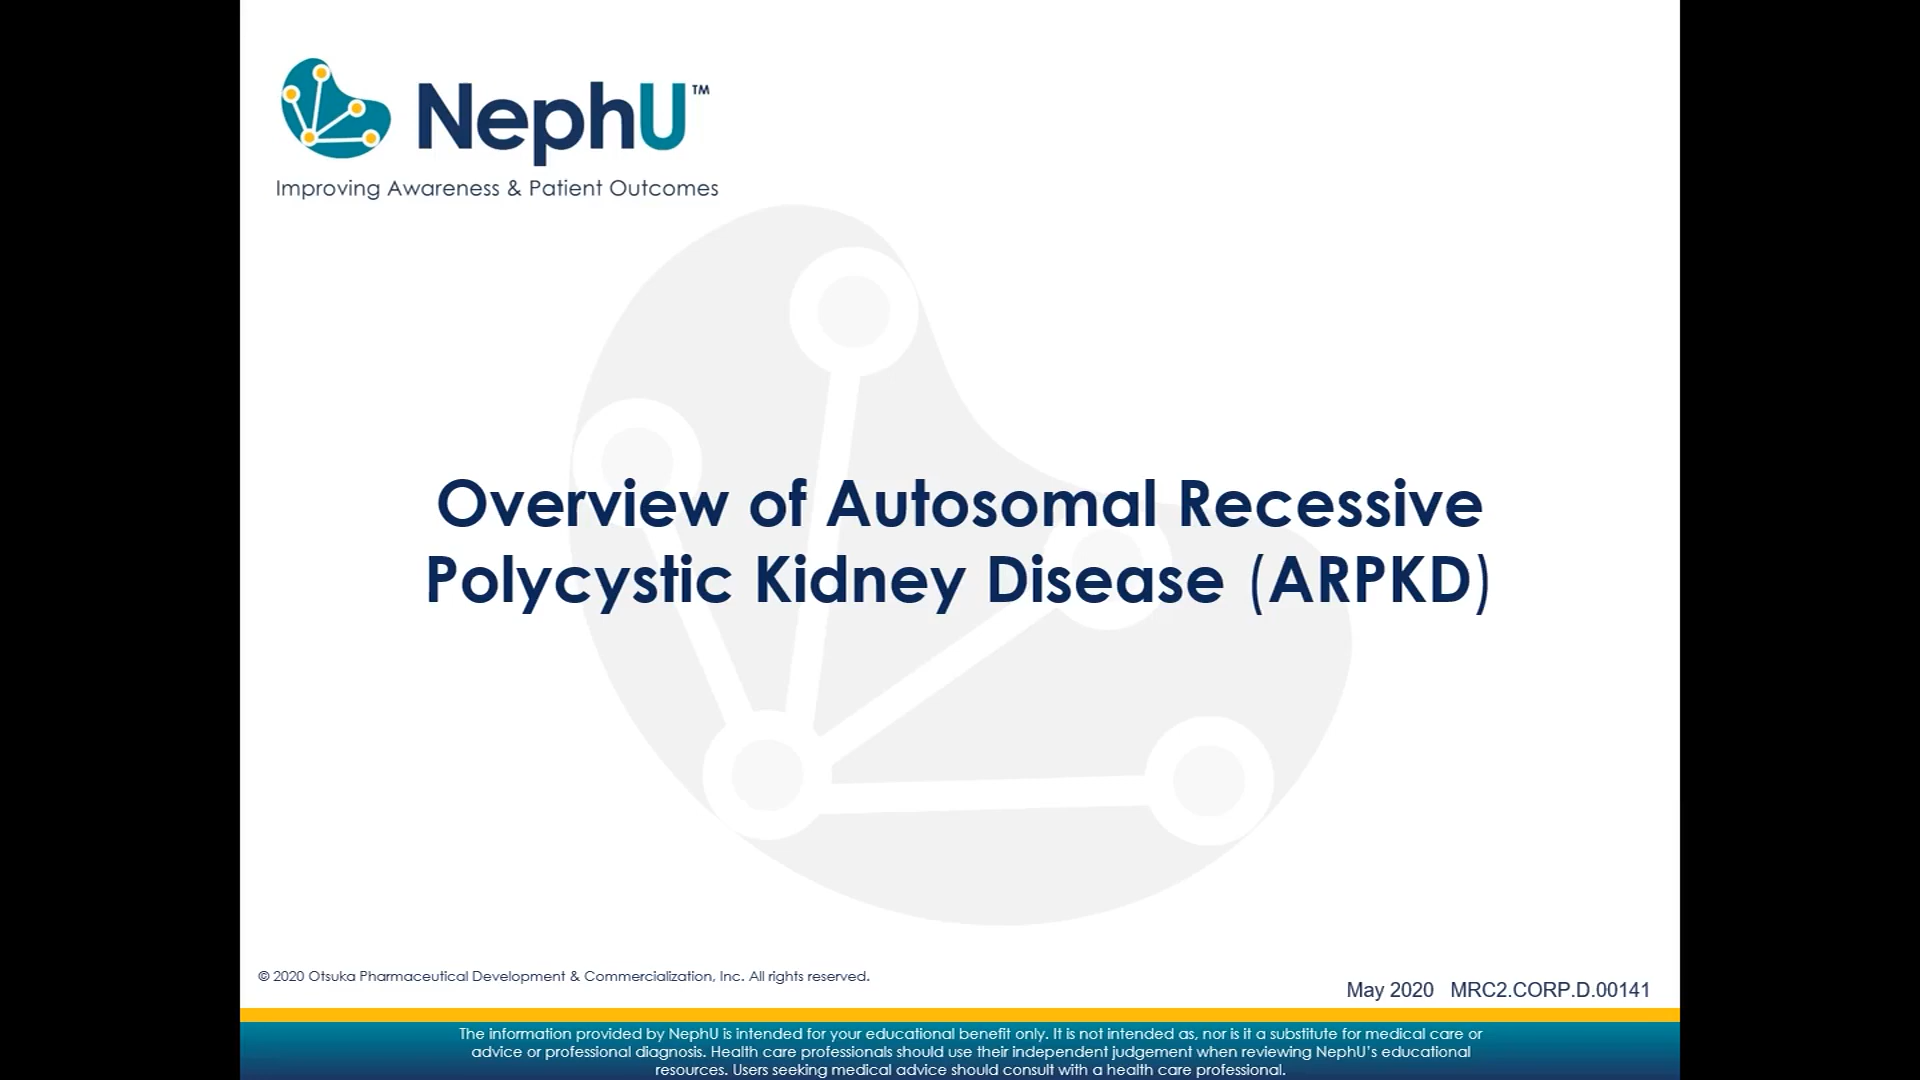 NephU™
Improving Awareness & Patient Outcomes
Overview of Autosomal Recessive
Polycystic Kidney Disease (ARPKD)
© 2020 Otsuka Pharmaceutical Development & Commercialization, Inc. All rights reserved.
May 2020 MRC2.CORP.D.00141
The information provided by NephU is intended for your educational benefit only. It is not intended as, nor is it a substitute for medical care or
advice or professional diagnosis. Health care professionals should use their independent judgement when reviewing NephU's educational
resources. Users seeking medical advice should consult with a health care professional.